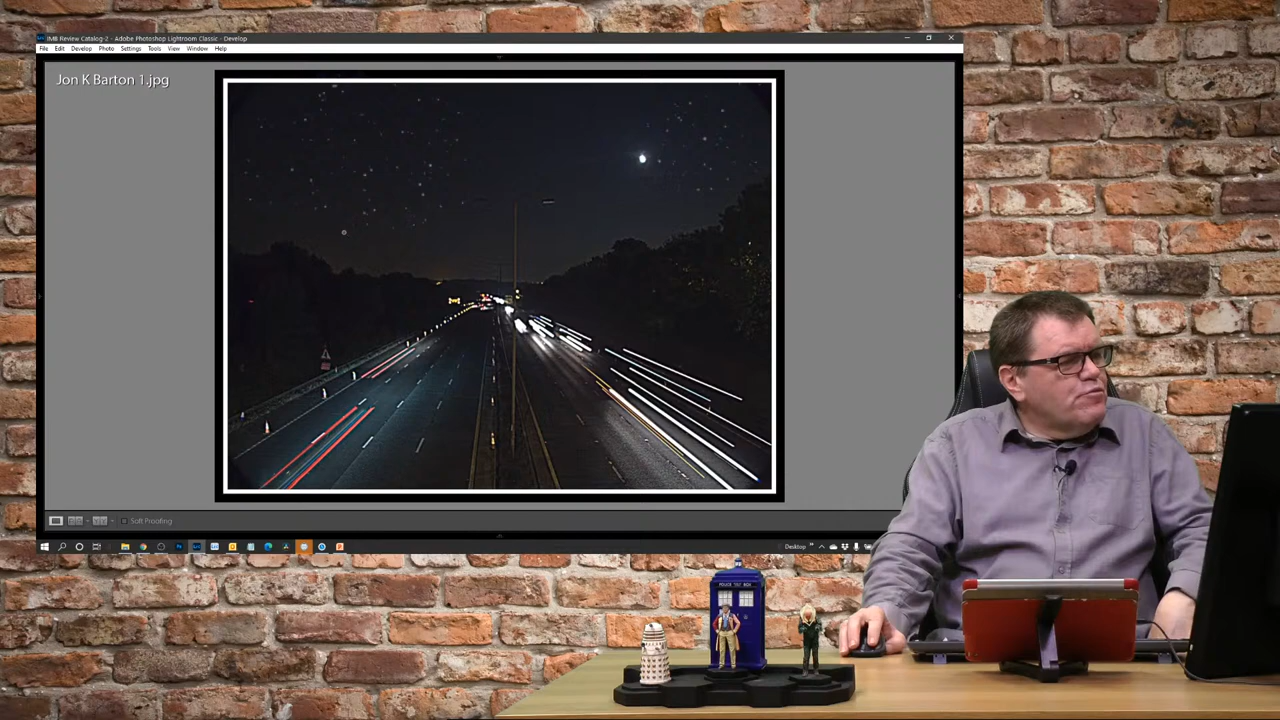 IMB Review Catalog-2 - Adobe Photoshop Lightroom Classic - Develop
File Edit Develop Photo Settings Tools View Window Help
Jon K Barton 1.jpg
Soft Proofing
Desktop
POLICE BOX